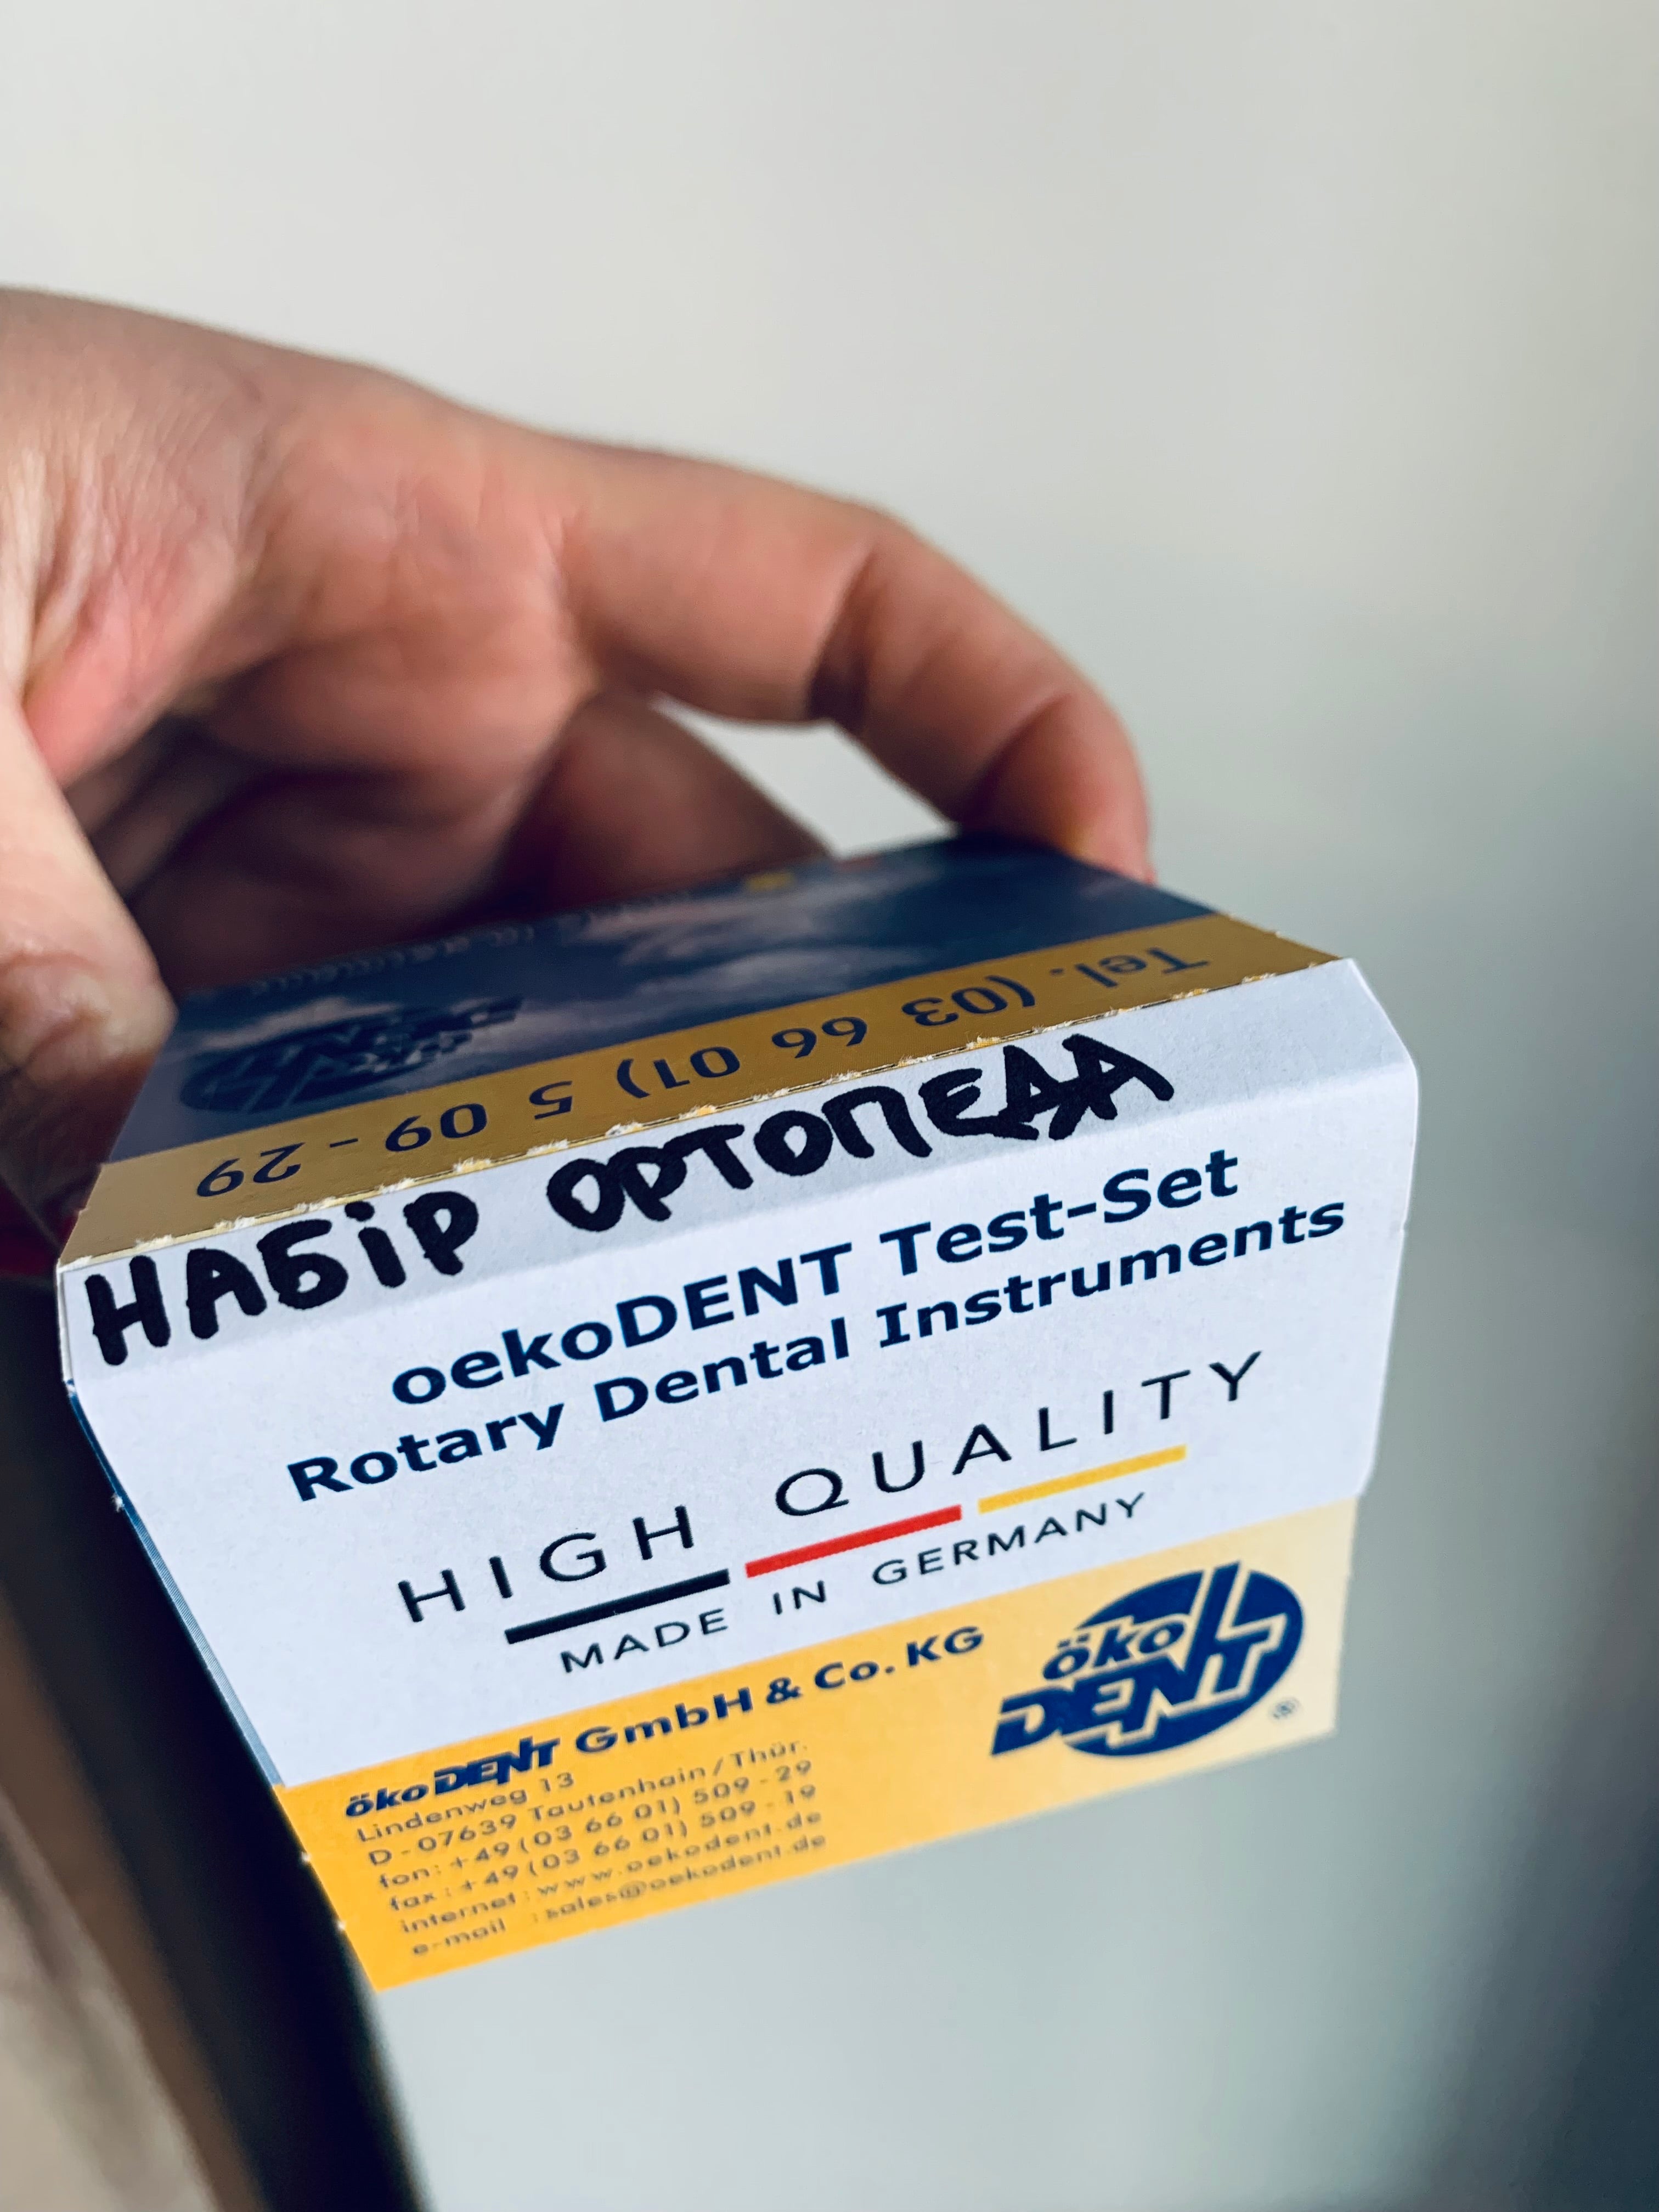 Tel. (03 66 01) 5 09 - 29
НАБІР ОРТОПЕДА
oekoDENT Test-Set
Rotary Dental Instruments
HIGH QUALITY
MADE IN GERMANY
ökoDENT GmbH & Co. KG
Lindenweg 13
D - 07639 Tautenhain / Thür.
fon: +49 (03 66 01) 509 - 29
fax : +49 (03 66 01) 509 - 19
internet : www.oekodent.de
e-mail : sales@oekodent.de
öko
DENT
®